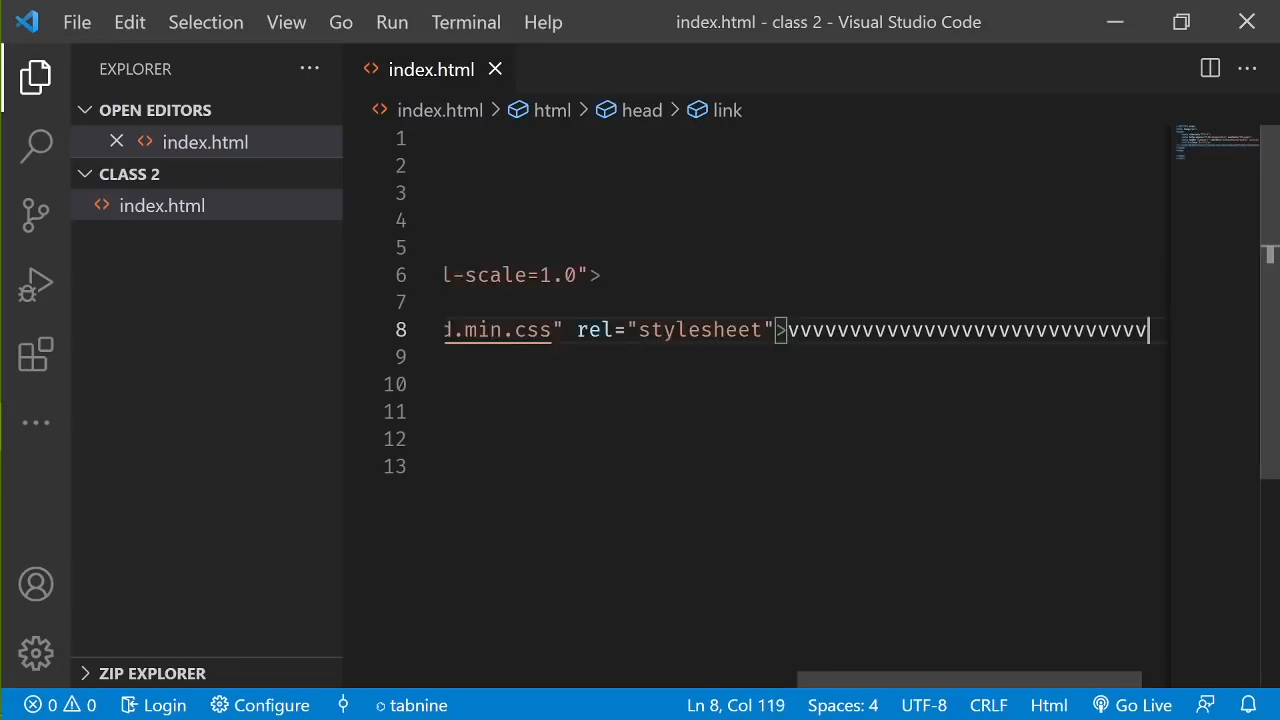 File Edit Selection View Go Run Terminal Help
index.html - class 2 - Visual Studio Code
EXPLORER
OPEN EDITORS
index.html
CLASS 2
index.html
ZIP EXPLORER
index.html
index.html > html > head > link
1
2
3
4
5
6 l-scale=1.0">
7
8 d.min.css" rel="stylesheet">vvvvvvvvvvvvvvvvvvvvvvvvvvvvv
9
10
11
12
13
0 0 Login Configure tabnine Ln 8, Col 119 Spaces: 4 UTF-8 CRLF Html Go Live